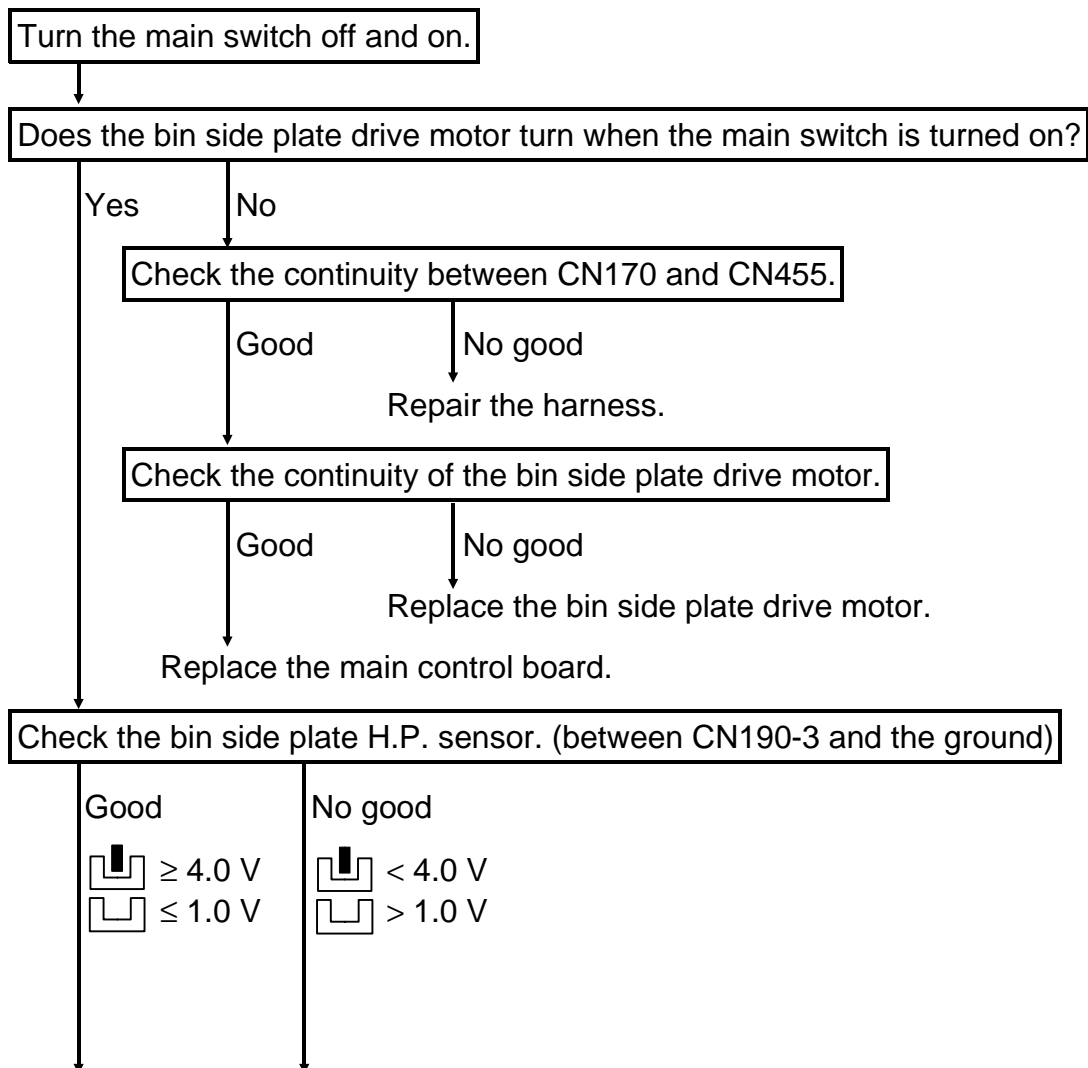 Turn the main switch off and on.
Does the bin side plate drive motor turn when the main switch is turned on?
Yes No
Check the continuity between CN170 and CN455.
Good No good
Repair the harness.
Check the continuity of the bin side plate drive motor.
Good No good
Replace the bin side plate drive motor.
Replace the main control board.
Check the bin side plate H.P. sensor. (between CN190-3 and the ground)
Good No good
≥ 4.0 V < 4.0 V
≤ 1.0 V > 1.0 V